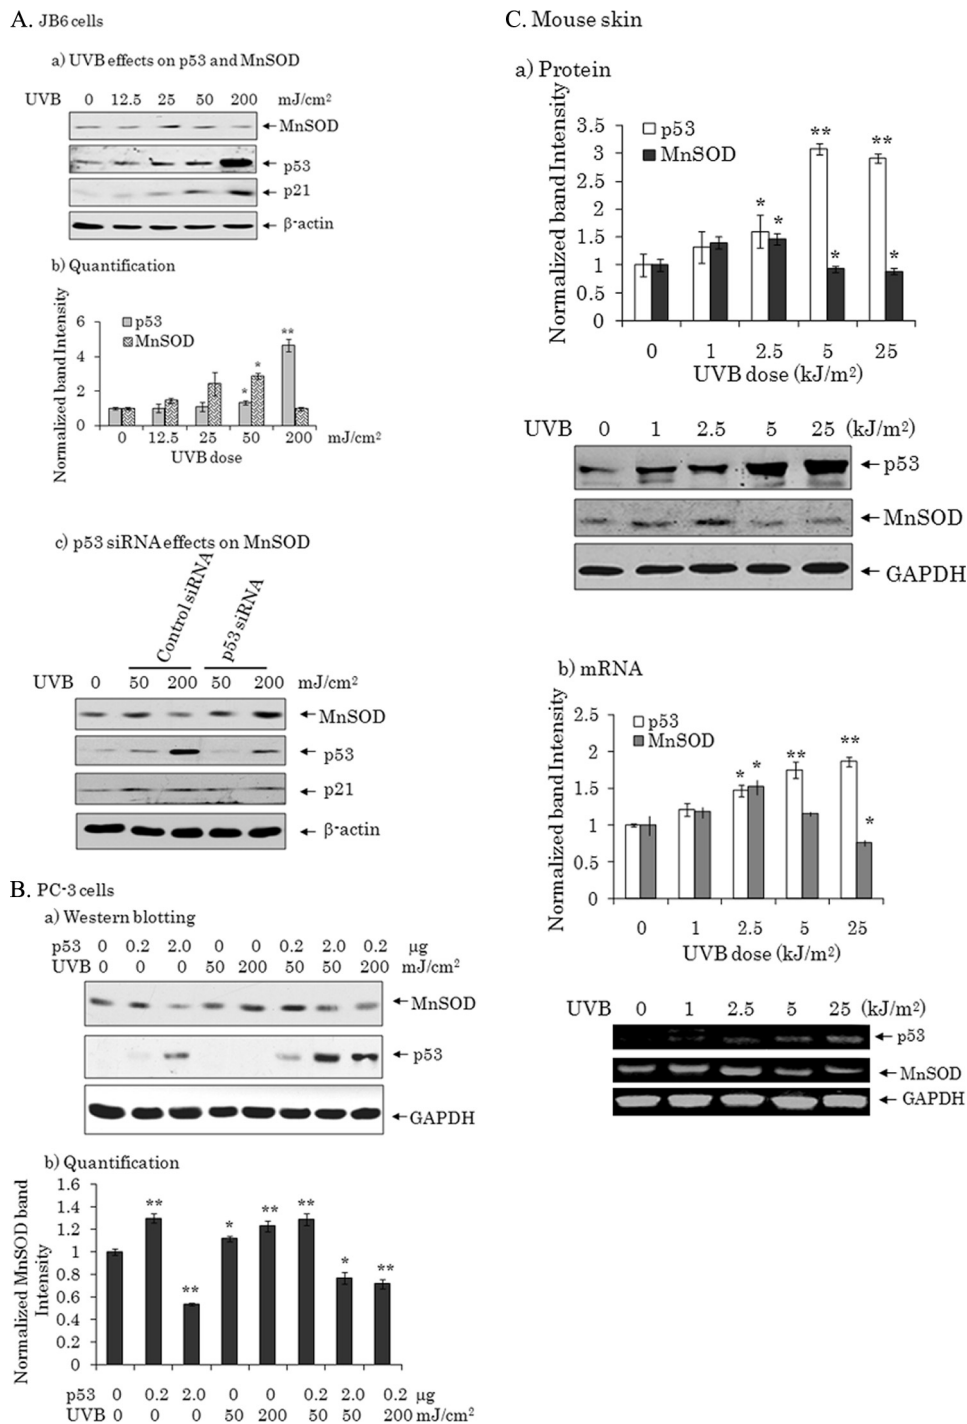 A. JB6 cells
a) UVB effects on p53 and MnSOD
UVB 0 12.5 25 50 200 mJ/cm²
MnSOD
p53
p21
β-actin
b) Quantification
Normalized band Intensity
6
4
2
0
p53
MnSOD
*
*
**
0 12.5 25 50 200 mJ/cm²
UVB dose
c) p53 siRNA effects on MnSOD
Control siRNA
p53 siRNA
UVB 0 50 200 50 200 mJ/cm²
MnSOD
p53
p21
β-actin
B. PC-3 cells
a) Western blotting
p53 0 0.2 2.0 0 0 0.2 2.0 0.2 μg
UVB 0 0 0 50 200 50 50 200 mJ/cm²
MnSOD
p53
GAPDH
b) Quantification
Normalized MnSOD band
Intensity
1.6
1.4
1.2
1
0.8
0.6
0.4
0.2
0
** ** * ** ** * **
p53 0 0.2 2.0 0 0 0.2 2.0 0.2 μg
UVB 0 0 0 50 200 50 50 200 mJ/cm²
C. Mouse skin
a) Protein
Normalized band Intensity
3.5
3
2.5
2
1.5
1
0.5
0
p53
MnSOD
* * ** * ** *
0 1 2.5 5 25
UVB dose (kJ/m²)
UVB 0 1 2.5 5 25 (kJ/m²)
p53
MnSOD
GAPDH
b) mRNA
Normalized band Intensity
2.5
2
1.5
1
0.5
0
p53
MnSOD
* * ** ** *
0 1 2.5 5 25
UVB dose (kJ/m²)
UVB 0 1 2.5 5 25 (kJ/m²)
p53
MnSOD
GAPDH